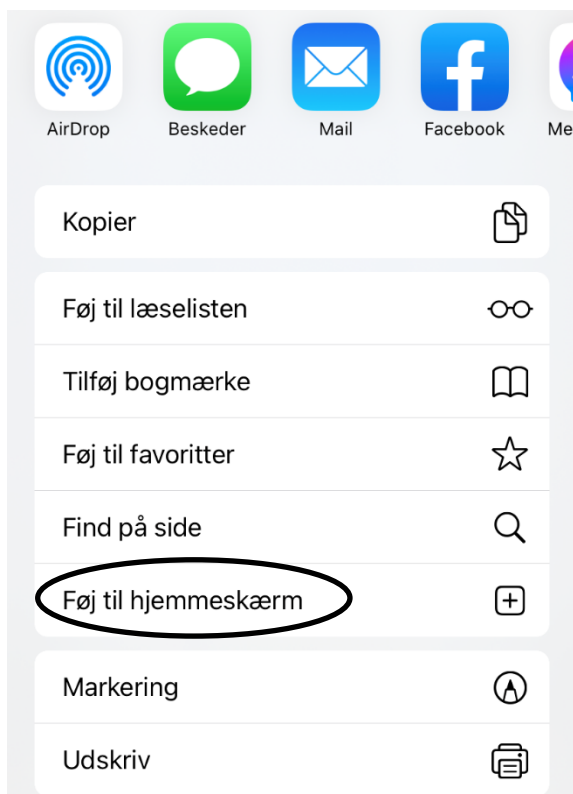 AirDrop Beskeder Mail Facebook Me
Kopier
Føj til læselisten
Tilføj bogmærke
Føj til favoritter
Find på side
Føj til hjemmeskærm
Markering
Udskriv